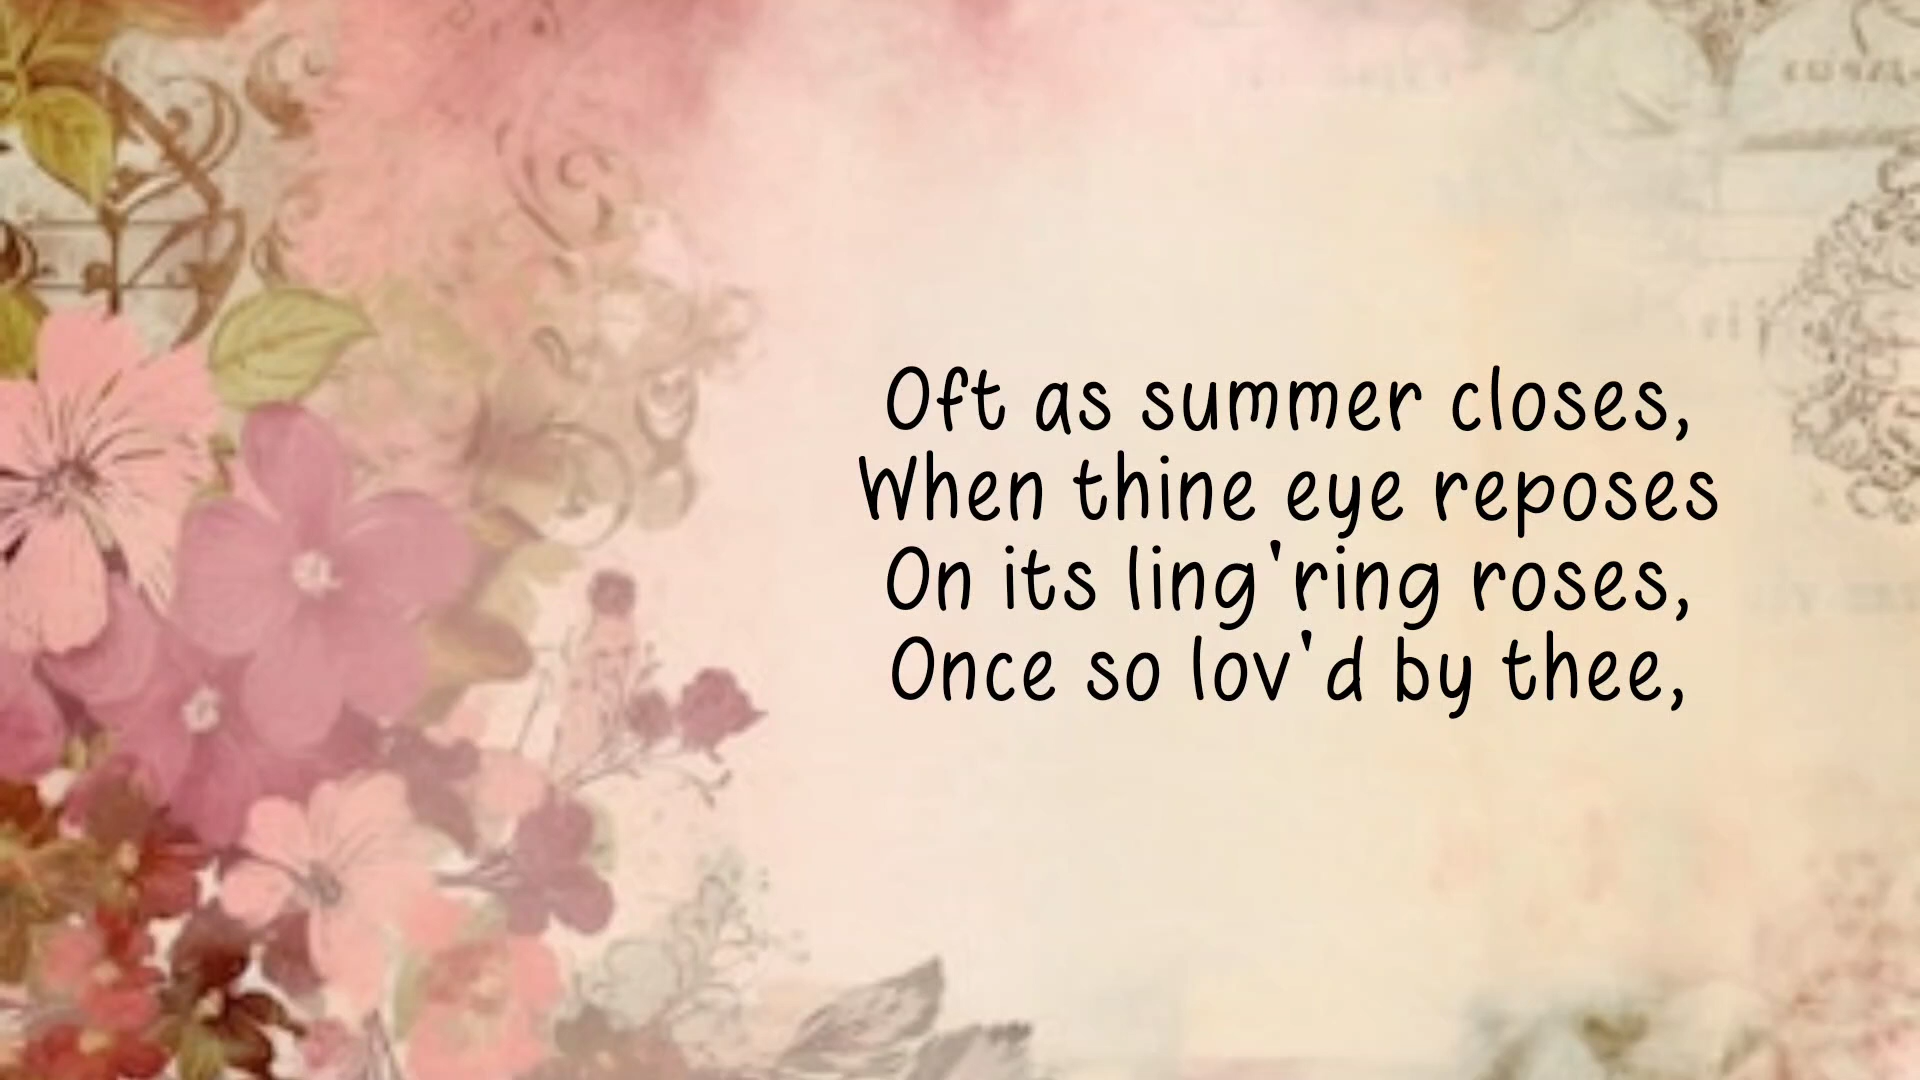 Oft as summer closes,
When thine eye reposes
On its ling'ring roses,
Once so lov'd by thee,